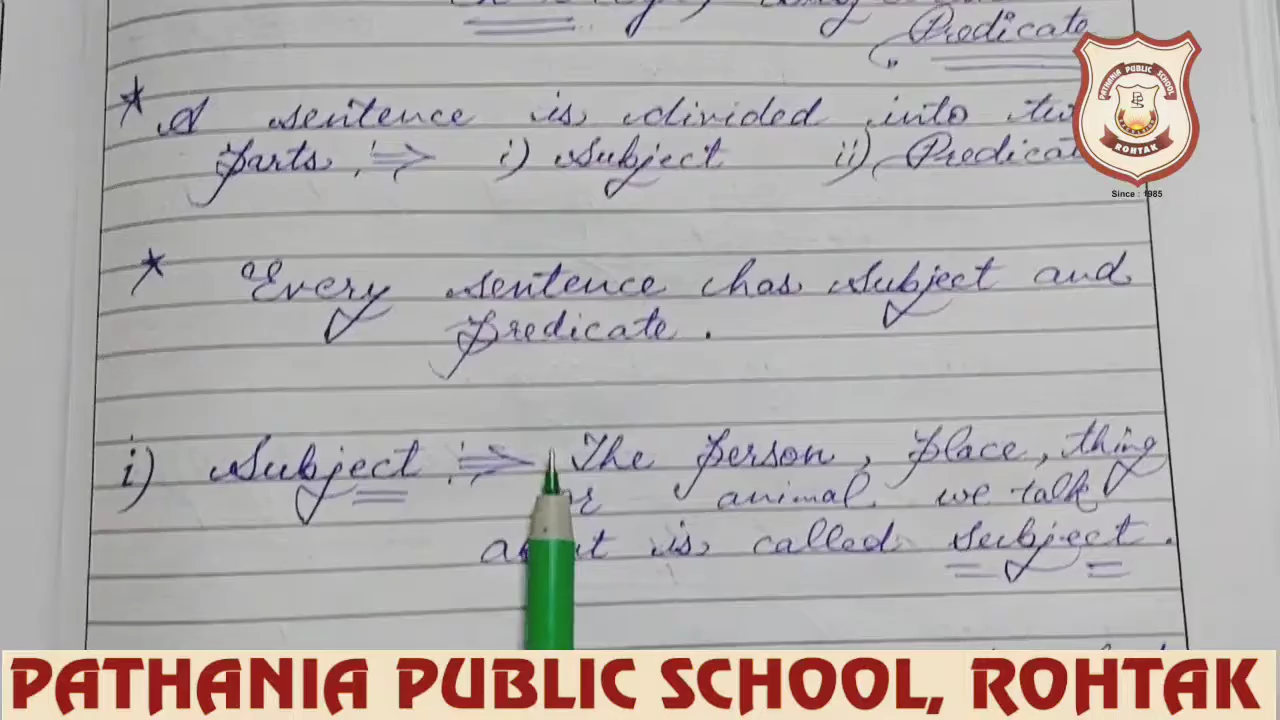 Predicate
* A sentence is divided into
parts :⇒ i) Subject ii) Predicate
* Every sentence has subject and
predicate .
i) Subject :⇒ The person, place, thing
or animal we talk
about is called subject.
PATHANIA PUBLIC SCHOOL
ROHTAK
Since : 1985
PATHANIA PUBLIC SCHOOL, ROHTAK